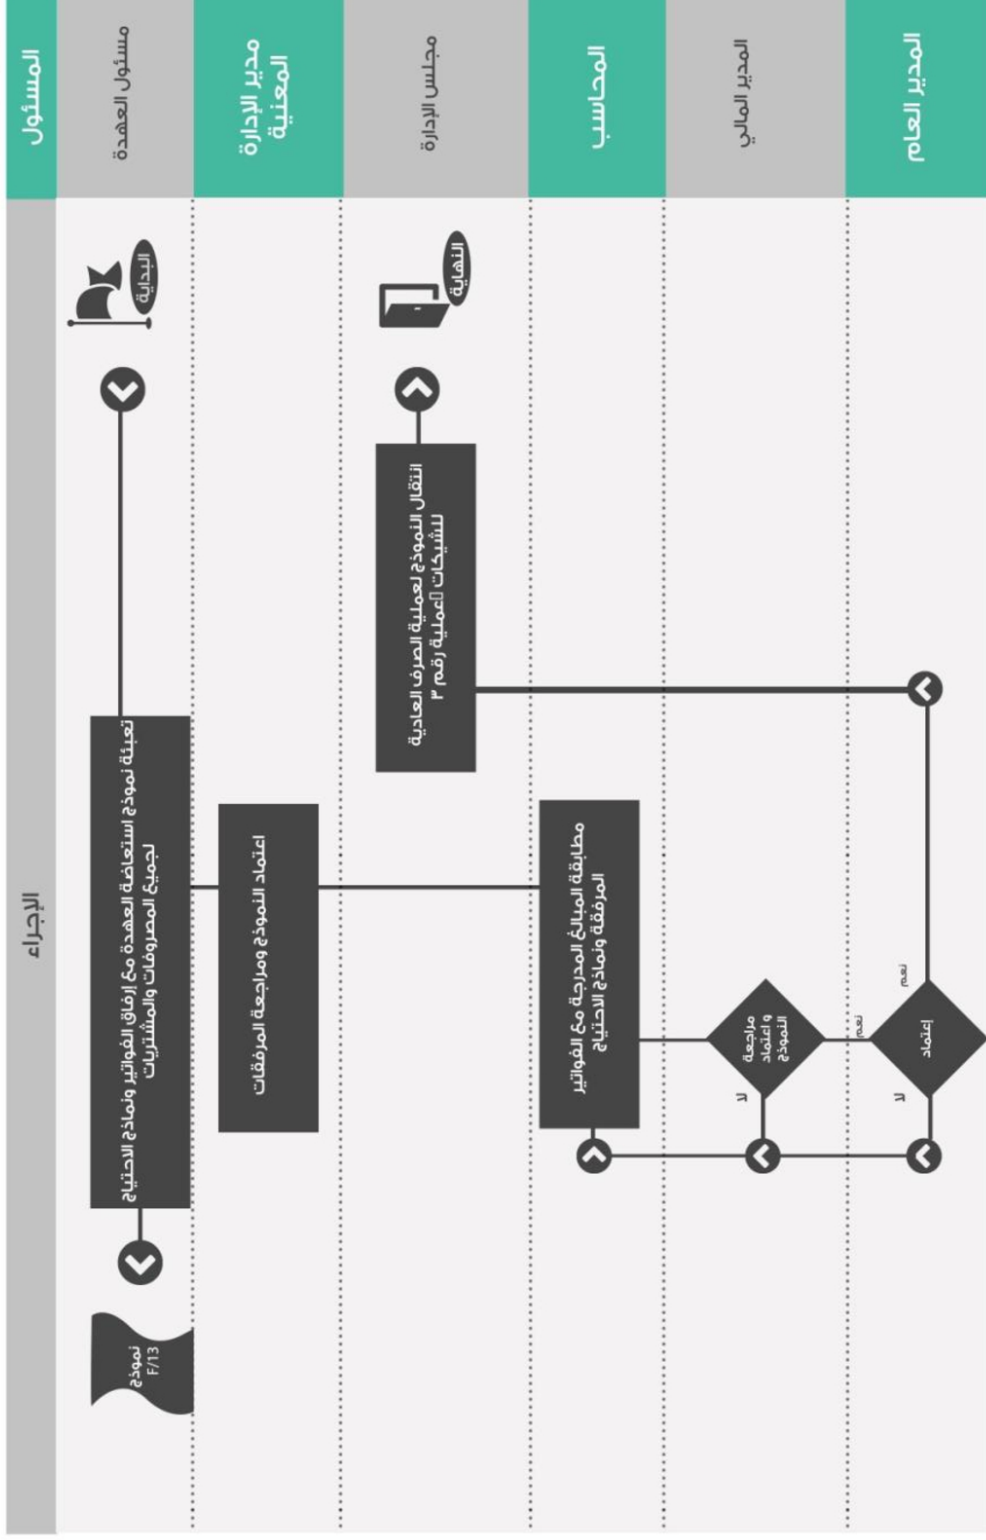 المسئول
مسئول العهدة
مدير الإدارة
المعنية
مجلس الإدارة
المحاسب
المدير المالي
المدير العام
الإجراء
البداية
تعبئة نموذج استعاضة العهدة مع إرفاق الفواتير ونماذج الاحتياج
لجميع المصروفات والمشتريات
نموذج
F/13
اعتماد النموذج ومراجعة المرفقات
النهاية
انتقال النموذج لعملية الصرف العادية
للشيكات عملية رقم ٣
مطابقة المبالغ المدرجة مع الفواتير
المرفقة ونماذج الاحتياج
مراجعة
و اعتماد
النموذج
لا
نعم
إعتماد
نعم
لا